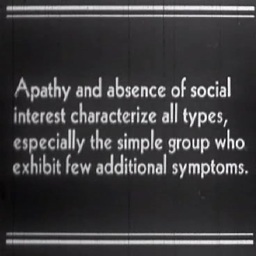 Apathy and absence of social
interest characterize all types,
especially the simple group who
exhibit few additional symptoms.